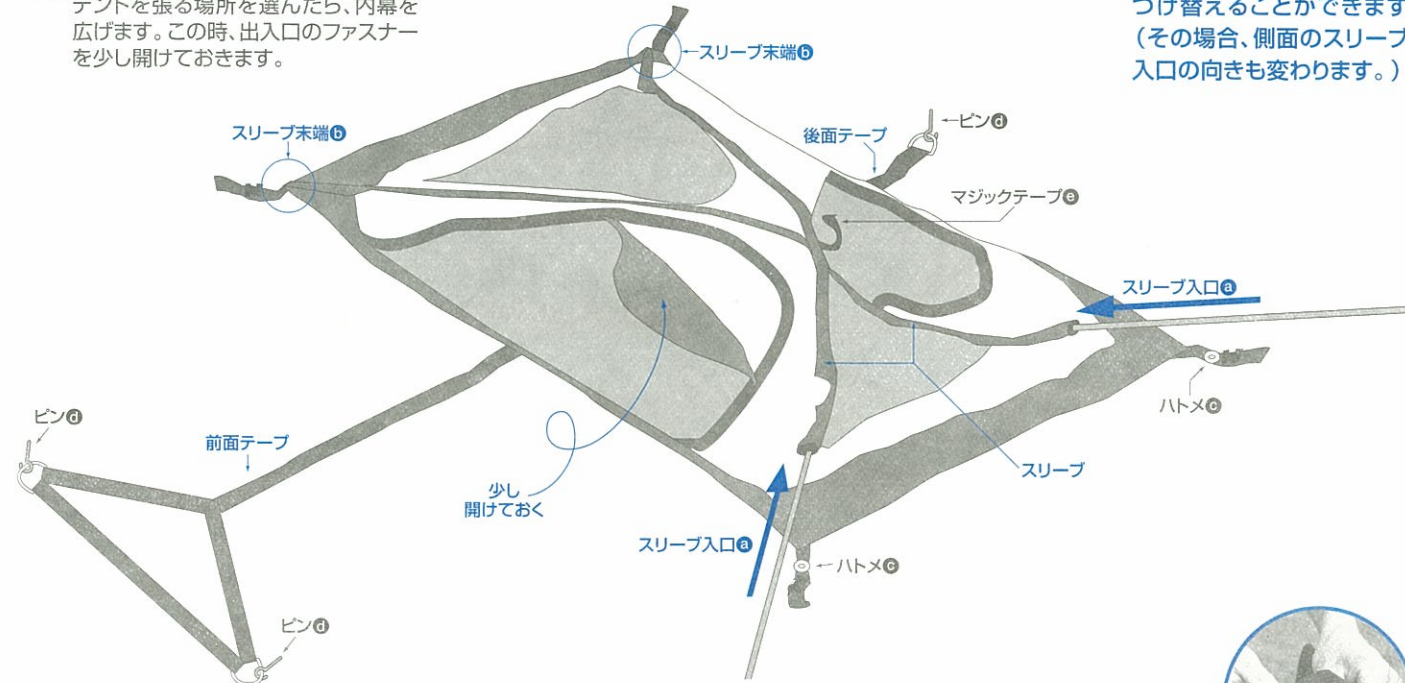 テントを張る場所を選んだら、内幕を
広げます。この時、出入口のファスナー
を少し開けておきます。
つけ替えることができます
（その場合、側面のスリーブ
入口の向きも変わります。）
スリーブ末端b
スリーブ末端b
後面テープ
ピンd
マジックテープe
スリーブ入口a
ハトメc
ピンd
前面テープ
少し
開けておく
スリーブ
スリーブ入口a
ハトメc
ピンd